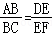 AB/BC = DE/EF